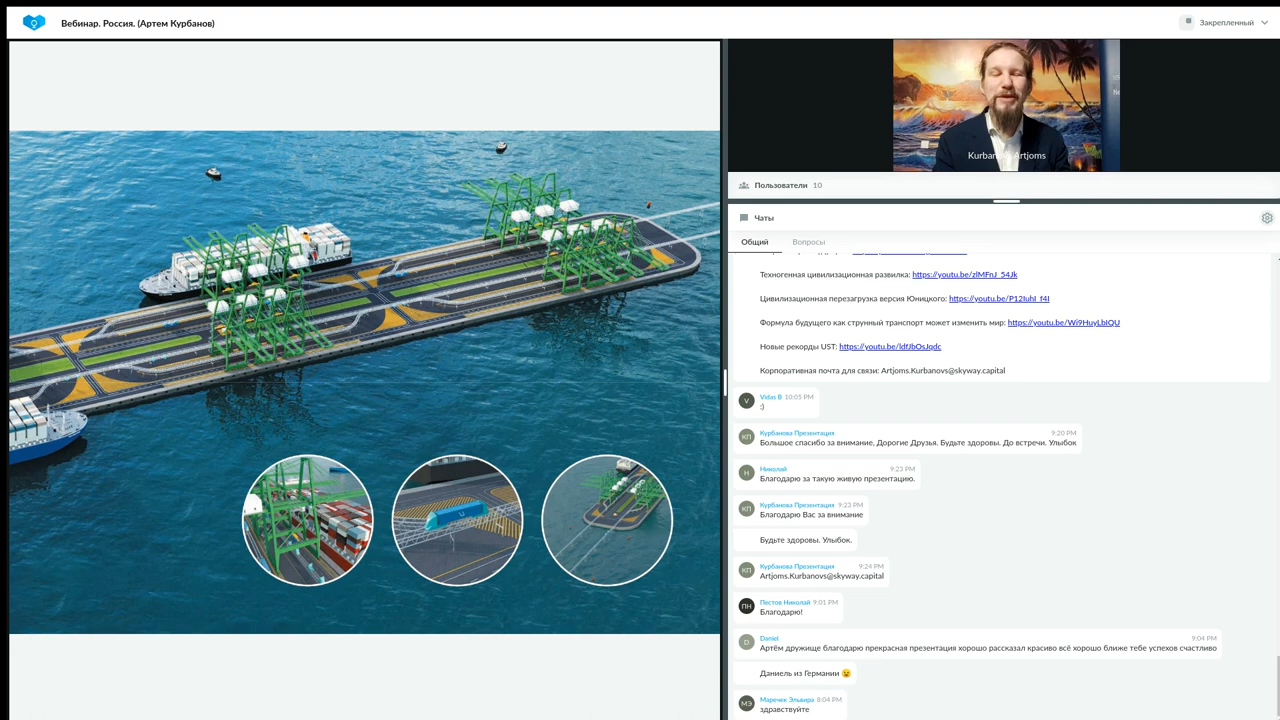 Вебинар. Россия. (Артем Курбанов)
Закрепленный
Kurbanovs Artjoms
Пользователи 10
Чаты
Общий Вопросы
Техногенная цивилизационная развилка: https://youtu.be/zlMFnJ_54Jk
Цивилизационная перезагрузка версия Юницкого: https://youtu.be/P12IuhI_f4I
Формула будущего как струнный транспорт может изменить мир: https://youtu.be/Wi9HuyLbIQU
Новые рекорды UST: https://youtu.be/ldfJbOsJqdc
Корпоративная почта для связи: Artjoms.Kurbanovs@skyway.capital
V
Vidas B 10:05 PM
:)
КП
Курбанова Презентация 9:20 PM
Большое спасибо за внимание, Дорогие Друзья. Будьте здоровы. До встречи. Улыбок
Н
Николай 9:23 PM
Благодарю за такую живую презентацию.
КП
Курбанова Презентация 9:23 PM
Благодарю Вас за внимание
Будьте здоровы. Улыбок.
КП
Курбанова Презентация 9:24 PM
Artjoms.Kurbanovs@skyway.capital
ПН
Пестов Николай 9:01 PM
Благодарю!
D
Daniel 9:04 PM
Артём дружище благодарю прекрасная презентация хорошо рассказал красиво всё хорошо ближе тебе успехов счастливо
Даниель из Германии 😉
МЭ
Маречек Эльвира 8:04 PM
здравствуйте